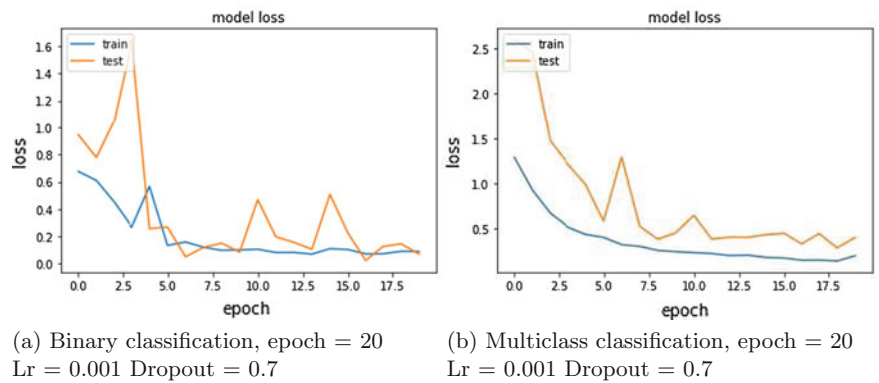 model loss
train
test
loss
1.6
1.4
1.2
1.0
0.8
0.6
0.4
0.2
0.0
0.0 2.5 5.0 7.5 10.0 12.5 15.0 17.5
epoch
(a) Binary classification, epoch = 20
Lr = 0.001 Dropout = 0.7
model loss
train
test
loss
2.5
2.0
1.5
1.0
0.5
0.0 2.5 5.0 7.5 10.0 12.5 15.0 17.5
epoch
(b) Multiclass classification, epoch = 20
Lr = 0.001 Dropout = 0.7